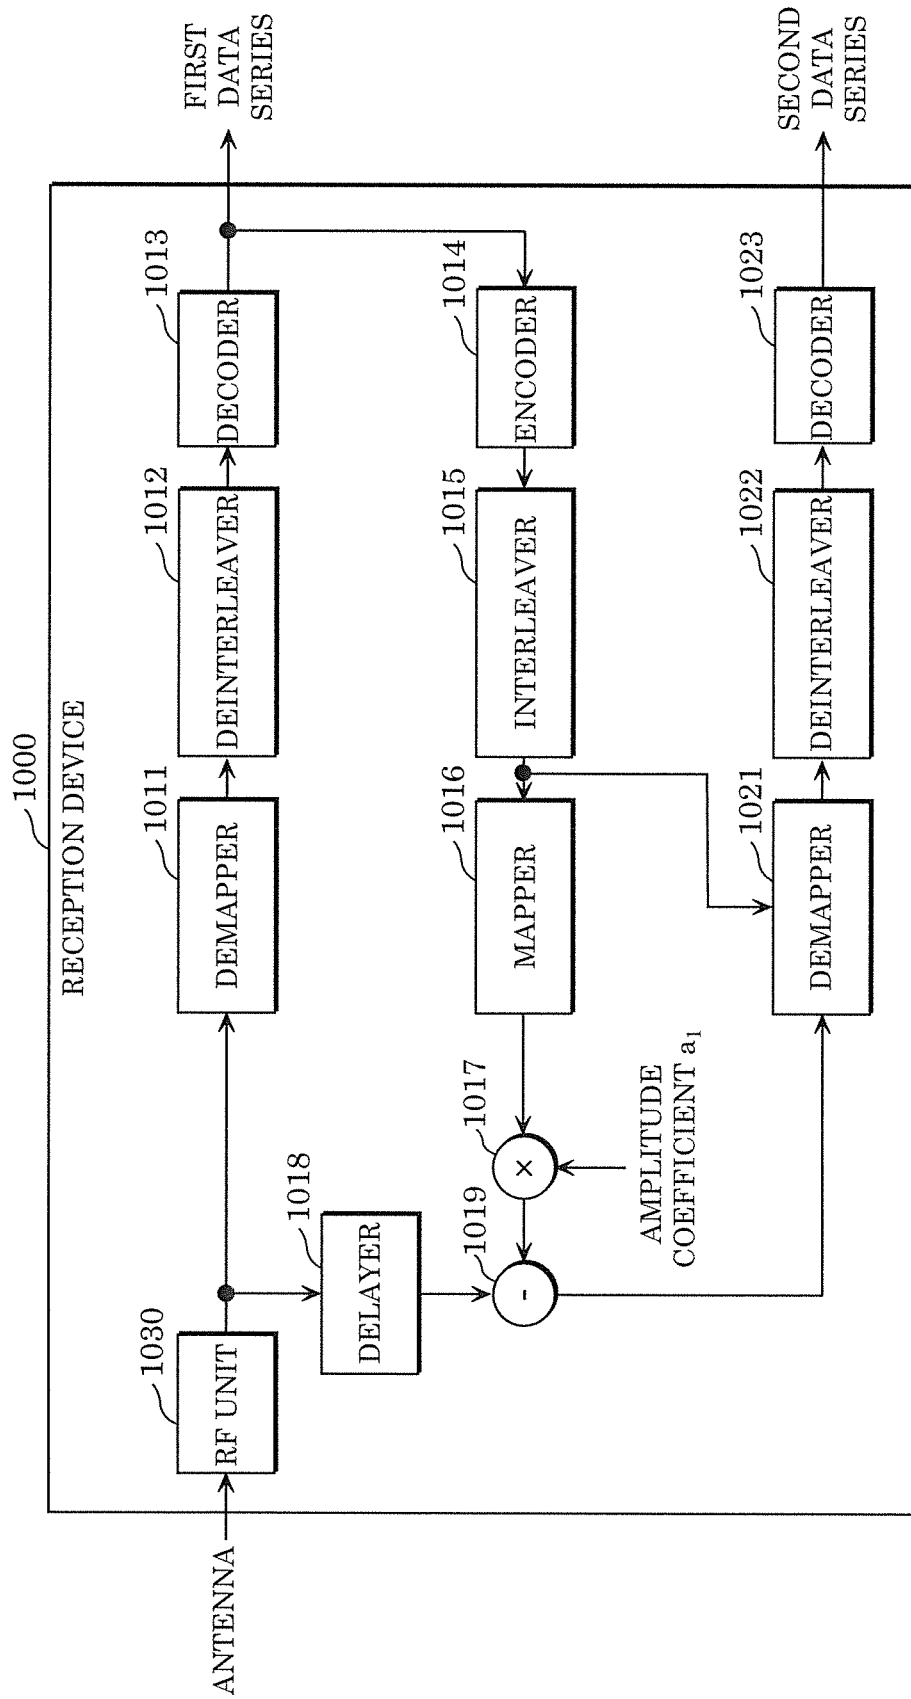 1000
RECEPTION DEVICE
ANTENNA
1030
RF UNIT
1011
DEMAPPER
1012
DEINTERLEAVER
1013
DECODER
FIRST
DATA
SERIES
1018
DELAYER
1019
-
1017
×
AMPLITUDE
COEFFICIENT a₁
1016
MAPPER
1015
INTERLEAVER
1014
ENCODER
1021
DEMAPPER
1022
DEINTERLEAVER
1023
DECODER
SECOND
DATA
SERIES